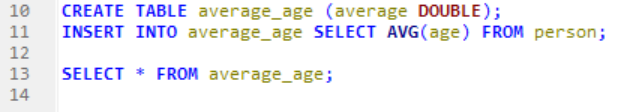 10 CREATE TABLE average_age (average DOUBLE);
11 INSERT INTO average_age SELECT AVG(age) FROM person;
12
13 SELECT * FROM average_age;
14